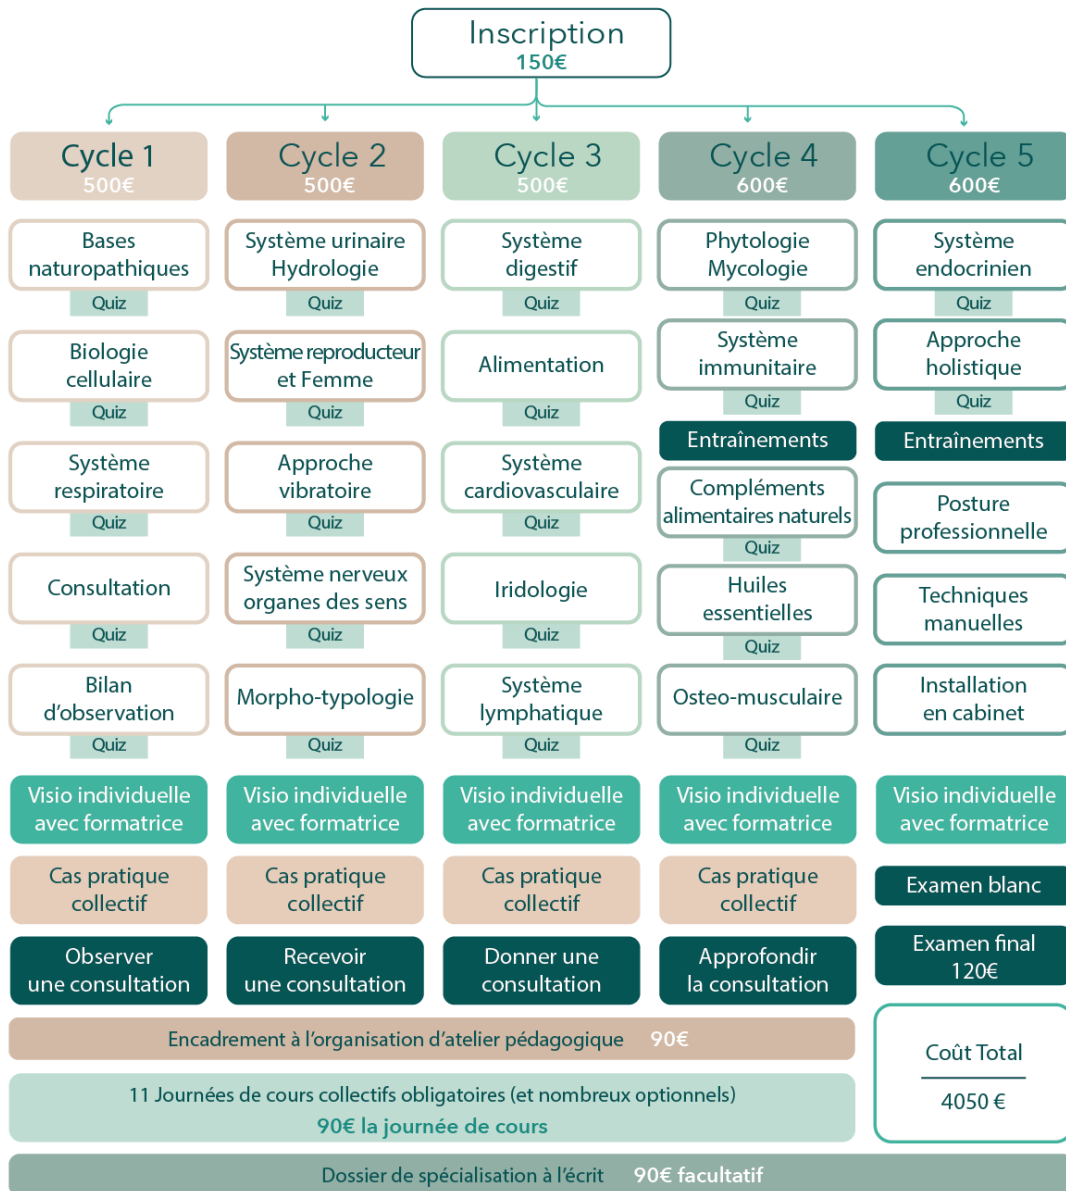 Inscription
150€
Cycle 1
500€
Bases
naturopathiques
Quiz
Biologie
cellulaire
Quiz
Système
respiratoire
Quiz
Consultation
Quiz
Bilan
d'observation
Quiz
Visio individuelle
avec formatrice
Cas pratique
collectif
Observer
une consultation
Cycle 2
500€
Système urinaire
Hydrologie
Quiz
Système reproducteur
et Femme
Quiz
Approche
vibratoire
Quiz
Système nerveux
organes des sens
Quiz
Morpho-typologie
Quiz
Visio individuelle
avec formatrice
Cas pratique
collectif
Recevoir
une consultation
Cycle 3
500€
Système
digestif
Quiz
Alimentation
Quiz
Système
cardiovasculaire
Quiz
Iridologie
Quiz
Système
lymphatique
Quiz
Visio individuelle
avec formatrice
Cas pratique
collectif
Donner une
consultation
Cycle 4
600€
Phytologie
Mycologie
Quiz
Système
immunitaire
Quiz
Entraînements
Compléments
alimentaires naturels
Quiz
Huiles
essentielles
Quiz
Osteo-musculaire
Quiz
Visio individuelle
avec formatrice
Cas pratique
collectif
Approfondir
la consultation
Cycle 5
600€
Système
endocrinien
Quiz
Approche
holistique
Quiz
Entraînements
Posture
professionnelle
Techniques
manuelles
Installation
en cabinet
Visio individuelle
avec formatrice
Examen blanc
Examen final
120€
Encadrement à l'organisation d'atelier pédagogique 90€
11 Journées de cours collectifs obligatoires (et nombreux optionnels)
90€ la journée de cours
Dossier de spécialisation à l'écrit 90€ facultatif
Coût Total
4050 €